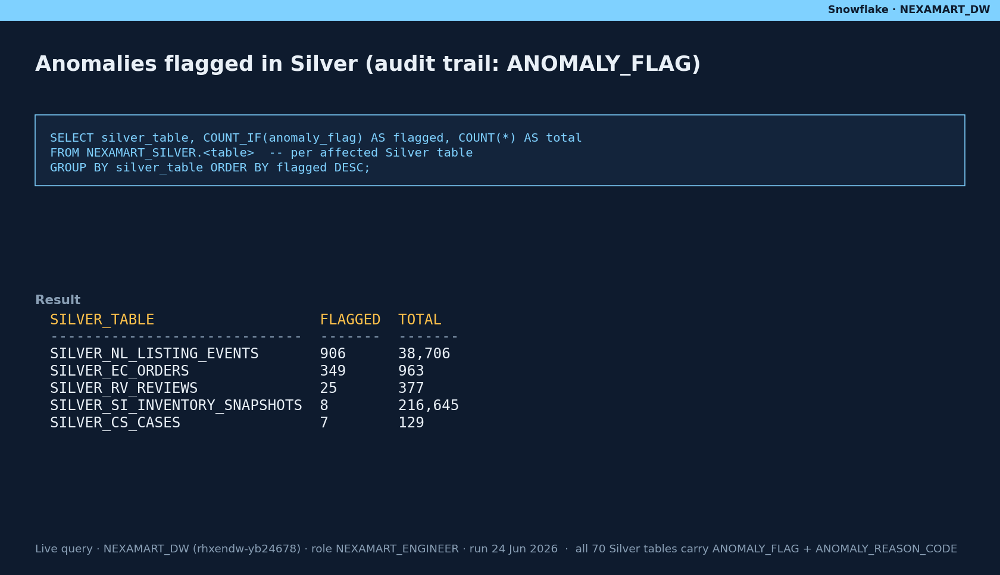 Snowflake · NEXAMART_DW
Anomalies flagged in Silver (audit trail: ANOMALY_FLAG)
SELECT silver_table, COUNT_IF(anomaly_flag) AS flagged, COUNT(*) AS total
FROM NEXAMART_SILVER.<table>  -- per affected Silver table
GROUP BY silver_table ORDER BY flagged DESC;
Result
SILVER_TABLE                   FLAGGED  TOTAL
-----------------------------  -------  -------
SILVER_NL_LISTING_EVENTS       906      38,706
SILVER_EC_ORDERS               349      963
SILVER_RV_REVIEWS              25       377
SILVER_SI_INVENTORY_SNAPSHOTS  8        216,645
SILVER_CS_CASES                7        129
Live query · NEXAMART_DW (rhxendw-yb24678) · role NEXAMART_ENGINEER · run 24 Jun 2026  ·  all 70 Silver tables carry ANOMALY_FLAG + ANOMALY_REASON_CODE